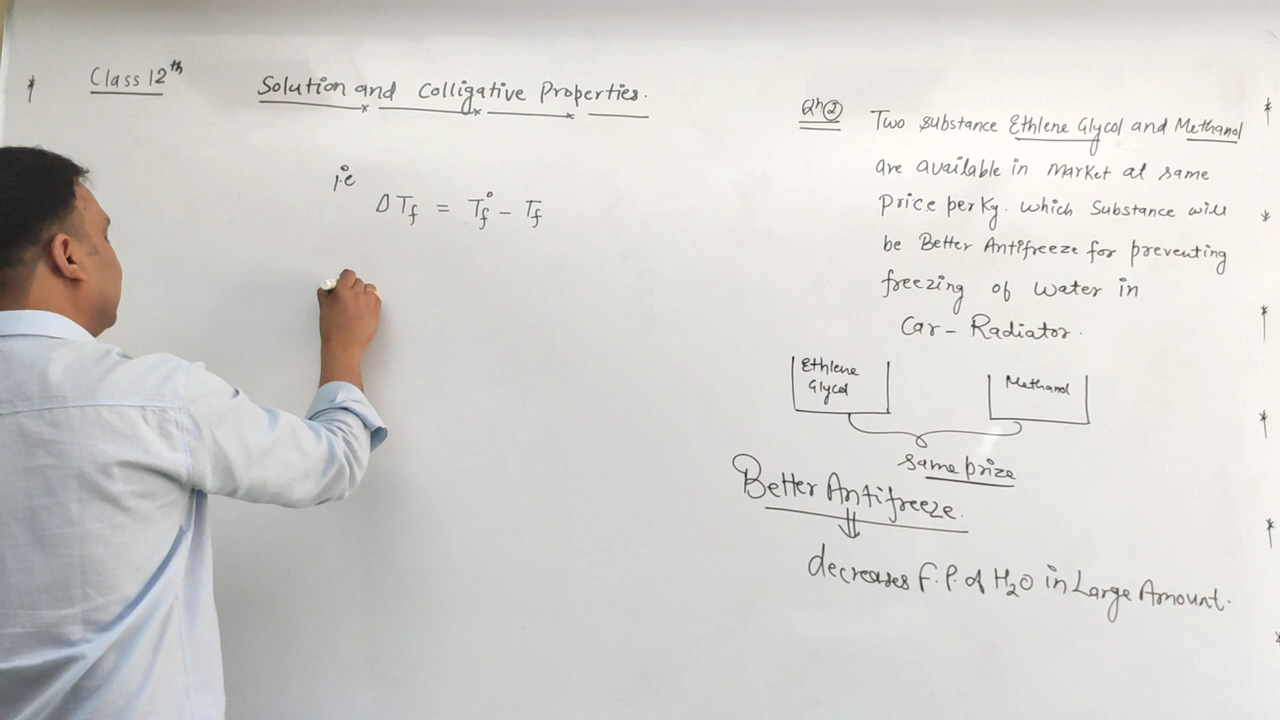 Class 12th
Solution and Colligative Properties.
i.e
ΔTf = Tf° - Tf
Qn②
Two substance Ethlene Glycol and Methanol
are available in Market at same
Price per Kg. which Substance will
be Better Antifreeze for preventing
freezing of water in
Car - Radiator.
Ethlene
Glycol
Methanol
same prize
Better Antifreeze.
⇓
decreases F.P. of H2O in Large Amount.